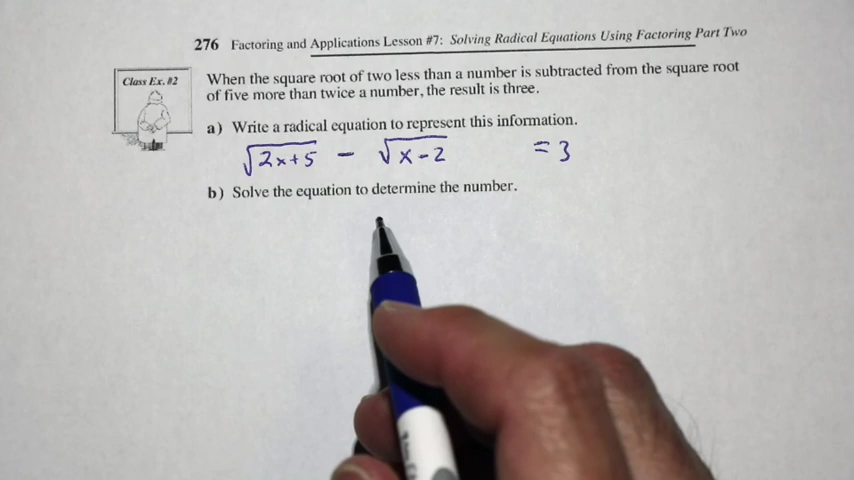 276 Factoring and Applications Lesson #7: Solving Radical Equations Using Factoring Part Two
Class Ex. #2
When the square root of two less than a number is subtracted from the square root
of five more than twice a number, the result is three.
a) Write a radical equation to represent this information.
√2x+5 - √x-2 = 3
b) Solve the equation to determine the number.